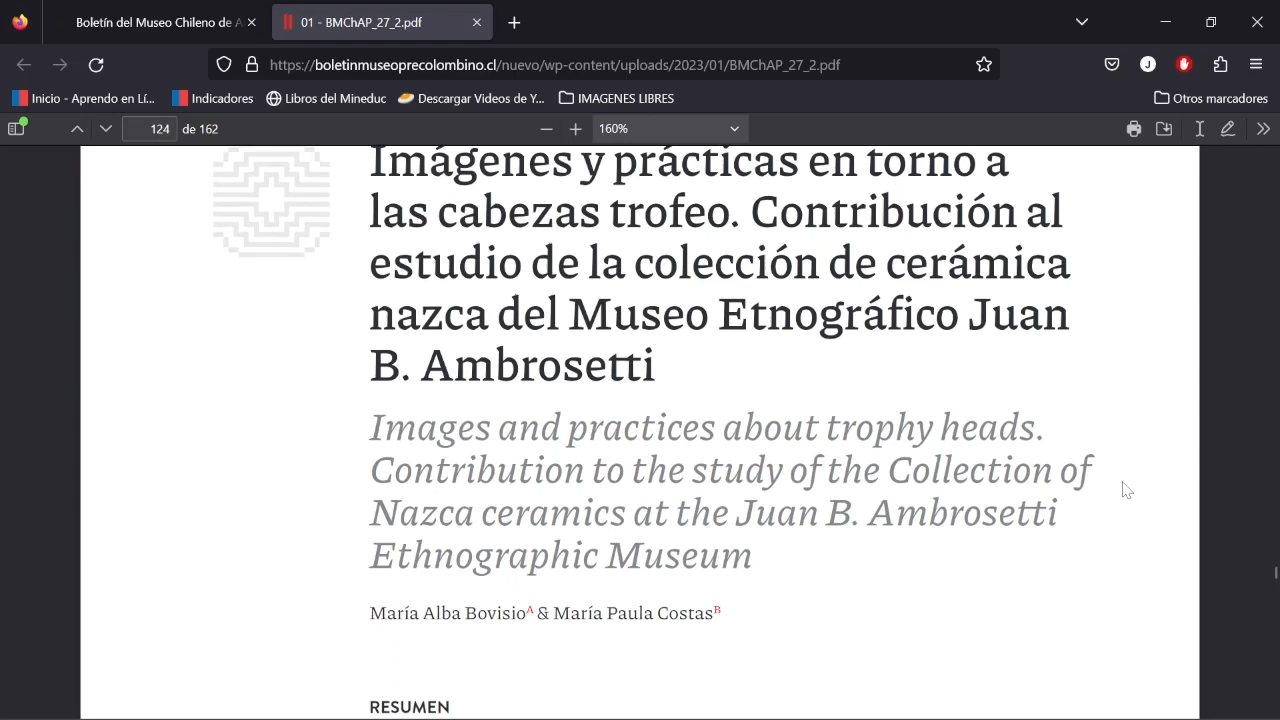 Boletín del Museo Chileno de A
01 - BMChAP_27_2.pdf
https://boletinmuseoprecolombino.cl/nuevo/wp-content/uploads/2023/01/BMChAP_27_2.pdf
J
Inicio - Aprendo en Lí...
Indicadores
Libros del Mineduc
Descargar Videos de Y...
IMAGENES LIBRES
Otros marcadores
124 de 162
160%
Imágenes y prácticas en torno a
las cabezas trofeo. Contribución al
estudio de la colección de cerámica
nazca del Museo Etnográfico Juan
B. Ambrosetti
Images and practices about trophy heads.
Contribution to the study of the Collection of
Nazca ceramics at the Juan B. Ambrosetti
Ethnographic Museum
María Alba Bovisioᴬ & María Paula Costasᴮ
RESUMEN